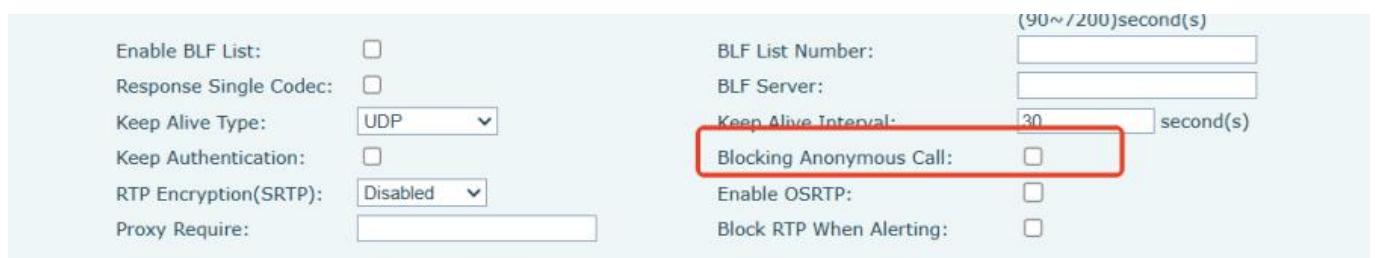 (90~7200)second(s)
Enable BLF List: BLF List Number:
Response Single Codec: BLF Server:
Keep Alive Type: UDP Keep Alive Interval: 30 second(s)
Keep Authentication: Blocking Anonymous Call:
RTP Encryption(SRTP): Disabled Enable OSRTP:
Proxy Require: Block RTP When Alerting: